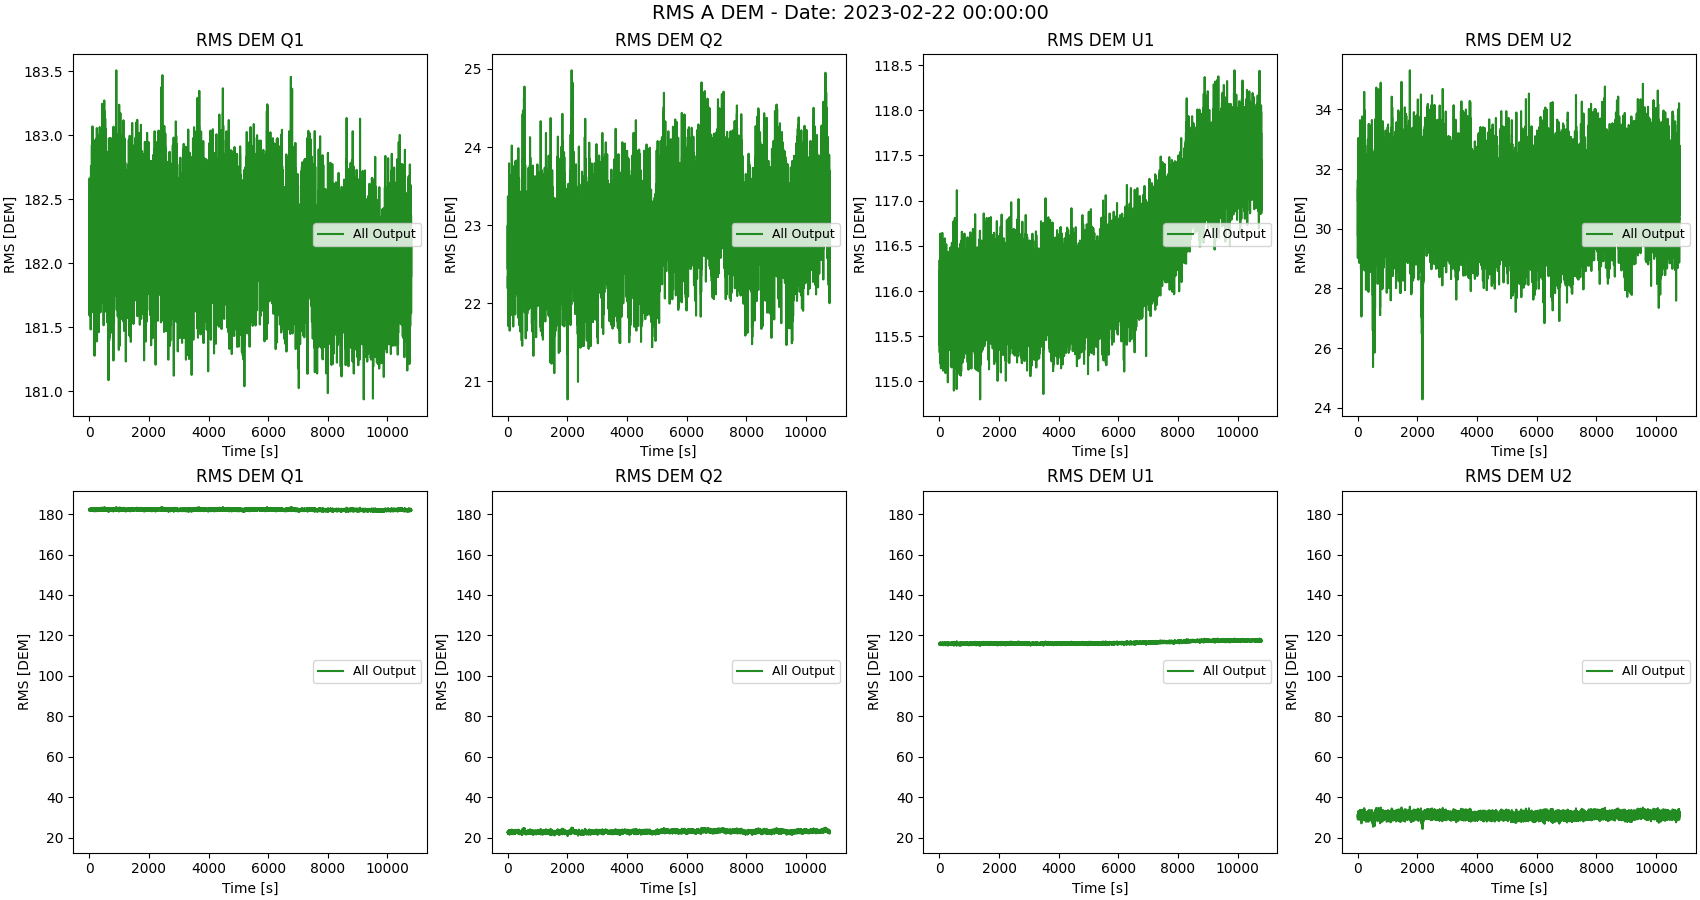 RMS A DEM - Date: 2023-02-22 00:00:00
RMS DEM Q1
RMS [DEM]
183.5
183.0
182.5
182.0
181.5
181.0
0 2000 4000 6000 8000 10000
Time [s]
All Output
RMS DEM Q2
RMS [DEM]
25
24
23
22
21
0 2000 4000 6000 8000 10000
Time [s]
All Output
RMS DEM U1
RMS [DEM]
118.5
118.0
117.5
117.0
116.5
116.0
115.5
115.0
0 2000 4000 6000 8000 10000
Time [s]
All Output
RMS DEM U2
RMS [DEM]
34
32
30
28
26
24
0 2000 4000 6000 8000 10000
Time [s]
All Output
RMS DEM Q1
RMS [DEM]
180
160
140
120
100
80
60
40
20
0 2000 4000 6000 8000 10000
Time [s]
All Output
RMS DEM Q2
RMS [DEM]
180
160
140
120
100
80
60
40
20
0 2000 4000 6000 8000 10000
Time [s]
All Output
RMS DEM U1
RMS [DEM]
180
160
140
120
100
80
60
40
20
0 2000 4000 6000 8000 10000
Time [s]
All Output
RMS DEM U2
RMS [DEM]
180
160
140
120
100
80
60
40
20
0 2000 4000 6000 8000 10000
Time [s]
All Output